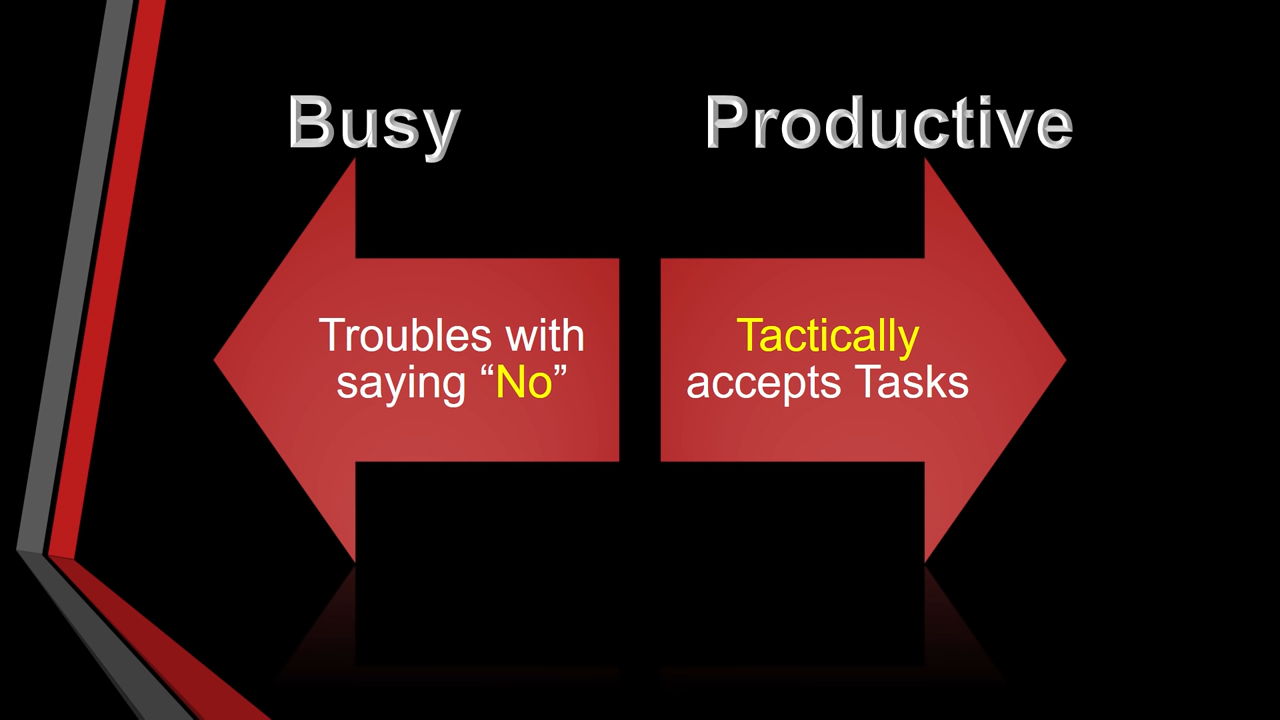 Busy
Productive
Troubles with
saying “No”
Tactically
accepts Tasks